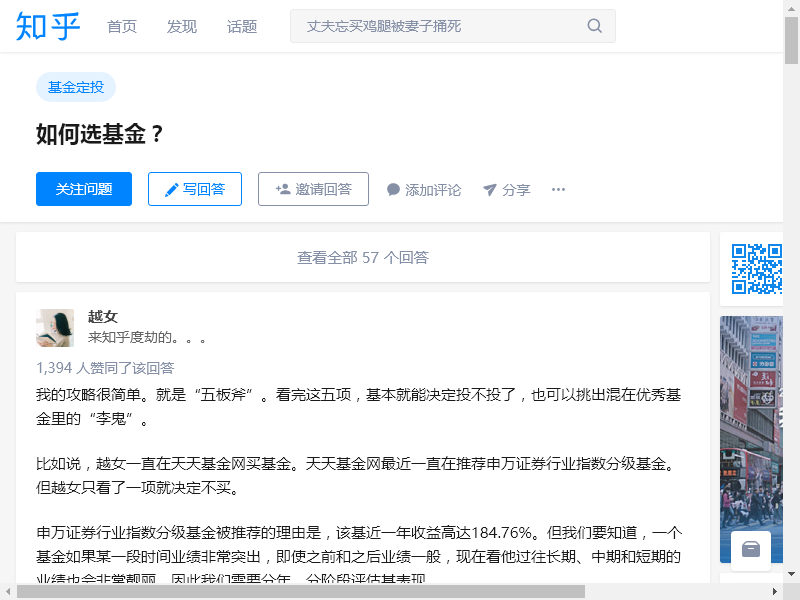 知乎
首页
发现
话题
丈夫忘买鸡腿被妻子捅死
基金定投
如何选基金？
关注问题
写回答
邀请回答
添加评论
分享
查看全部 57 个回答
越女
来知乎度劫的。。。
1,394 人赞同了该回答
我的攻略很简单。就是“五板斧”。看完这五项，基本就能决定投不投了，也可以挑出混在优秀基
金里的“李鬼”。
比如说，越女一直在天天基金网买基金。天天基金网最近一直在推荐申万证券行业指数分级基金。
但越女只看了一项就决定不买。
申万证券行业指数分级基金被推荐的理由是，该基近一年收益高达184.76%。但我们要知道，一个
基金如果某一段时间业绩非常突出，即使之前和之后业绩一般，现在看他过往长期、中期和短期的
业绩也会非常靓丽。因此我们需要分年、分阶段评估基表现